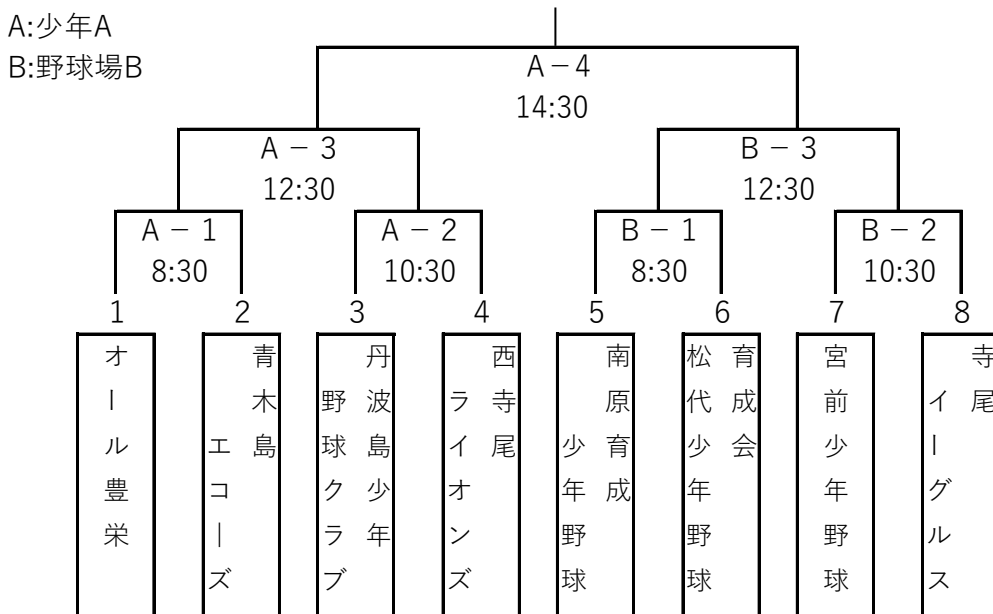 A:少年A
B:野球場B
A－4
14:30
A－3
12:30
B－3
12:30
A－1
8:30
A－2
10:30
B－1
8:30
B－2
10:30
1
2
3
4
5
6
7
8
オール豊栄
青木島
エコーズ
丹波島少年
野球クラブ
西寺尾
ライオンズ
南原育成
少年野球
育成会
松代少年野球
宮前少年野球
寺尾
イーグルス